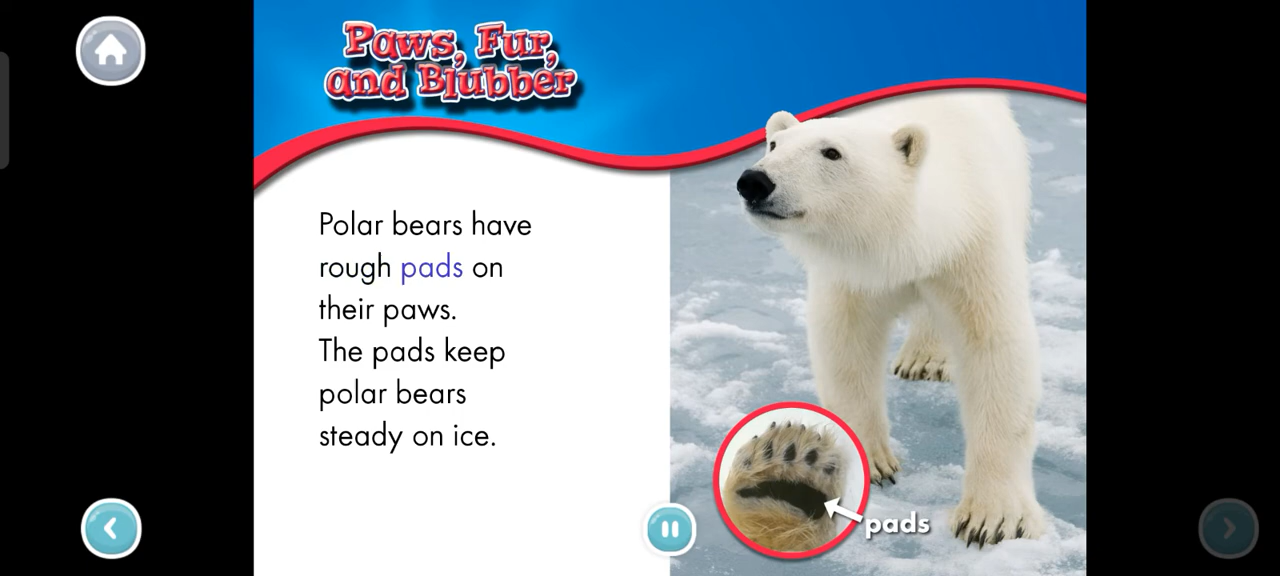 Paws, Fur,
and Blubber
Polar bears have
rough pads on
their paws.
The pads keep
polar bears
steady on ice.
pads